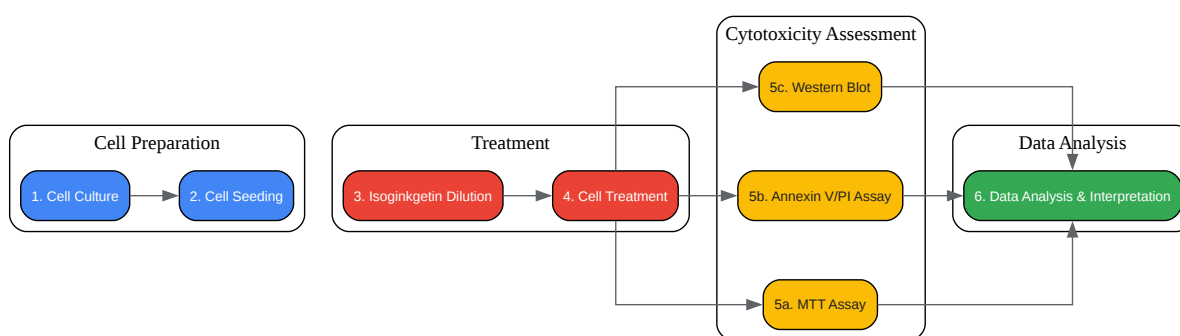 Cell Preparation
1. Cell Culture
2. Cell Seeding
Treatment
3. Isoginkgetin Dilution
4. Cell Treatment
Cytotoxicity Assessment
5c. Western Blot
5b. Annexin V/PI Assay
5a. MTT Assay
Data Analysis
6. Data Analysis & Interpretation